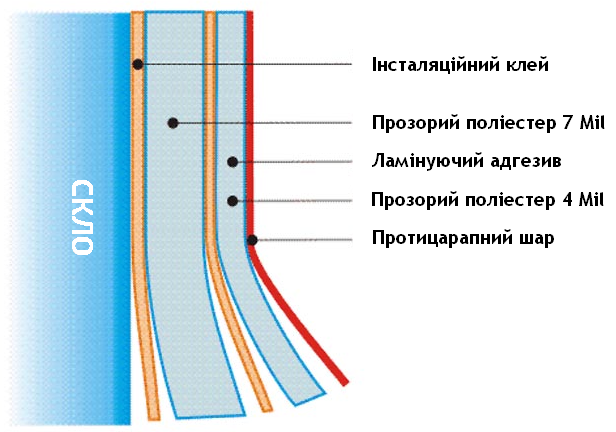 СКЛО
Інсталяційний клей
Прозорий поліестер 7 Mil
Ламінуючий адгезив
Прозорий поліестер 4 Mil
Протицарапний шар